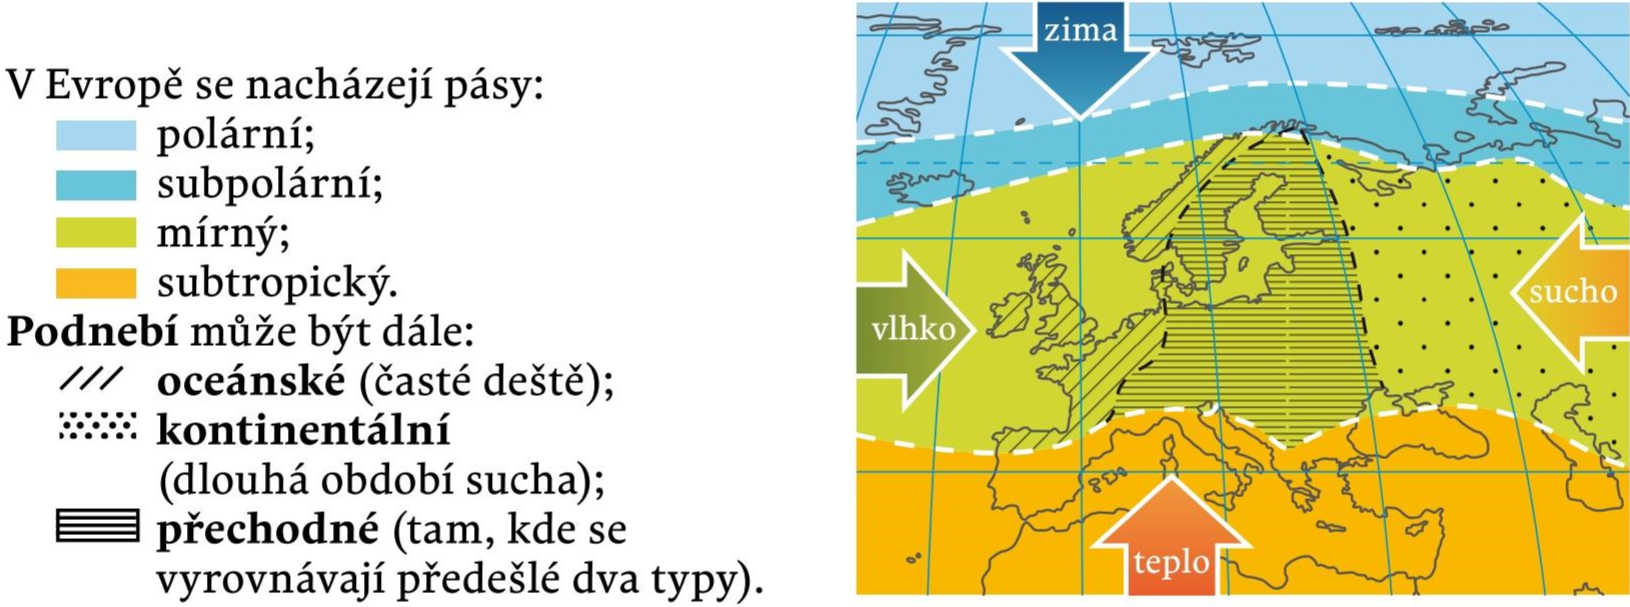 V Evropě se nacházejí pásy:
polární;
subpolární;
mírný;
subtropický.
Podnebí může být dále:
oceánské (časté deště);
kontinentální
(dlouhá období sucha);
přechodné (tam, kde se
vyrovnávají předešlé dva typy).
zima
vlhko
sucho
teplo